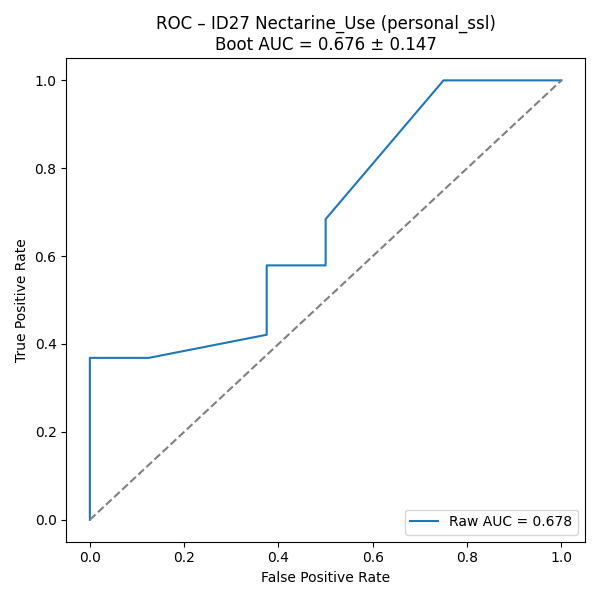 ROC – ID27 Nectarine_Use (personal_ssl)
Boot AUC = 0.676 ± 0.147
1.0
0.8
0.6
0.4
0.2
0.0
True Positive Rate
Raw AUC = 0.678
0.0 0.2 0.4 0.6 0.8 1.0
False Positive Rate